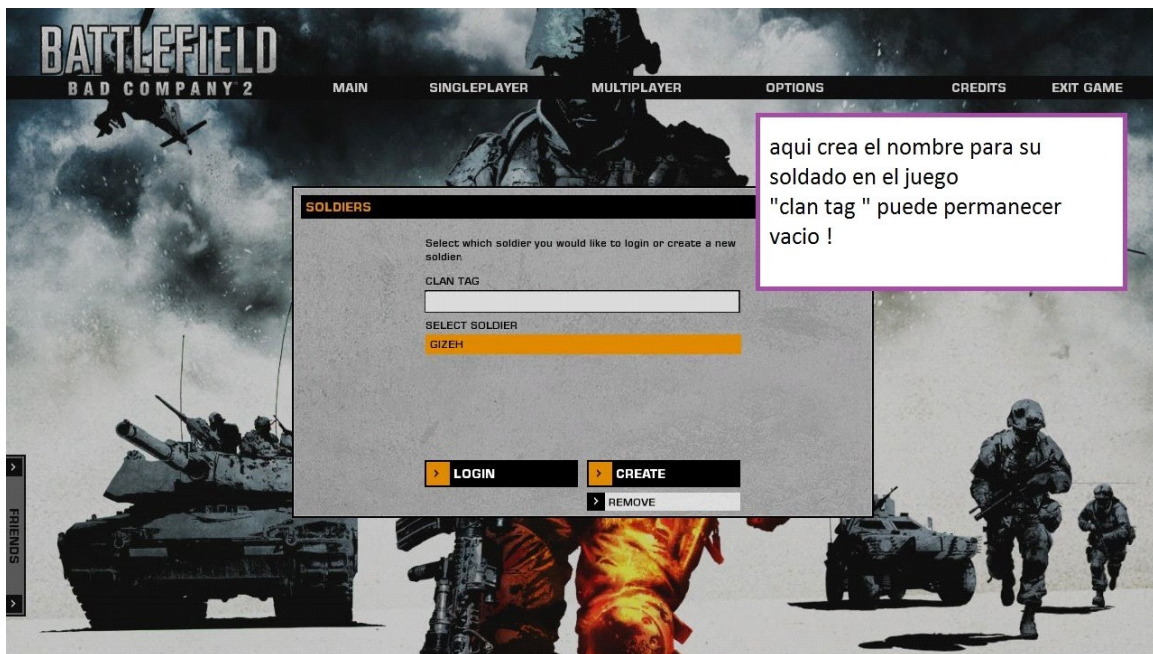 BATTLEFIELD
BAD COMPANY 2
MAIN SINGLEPLAYER MULTIPLAYER OPTIONS CREDITS EXIT GAME
aqui crea el nombre para su
soldado en el juego
"clan tag " puede permanecer
vacio !
SOLDIERS
Select which soldier you would like to login or create a new
soldier.
CLAN TAG
SELECT SOLDIER
GIZEH
LOGIN
CREATE
REMOVE
FRIENDS